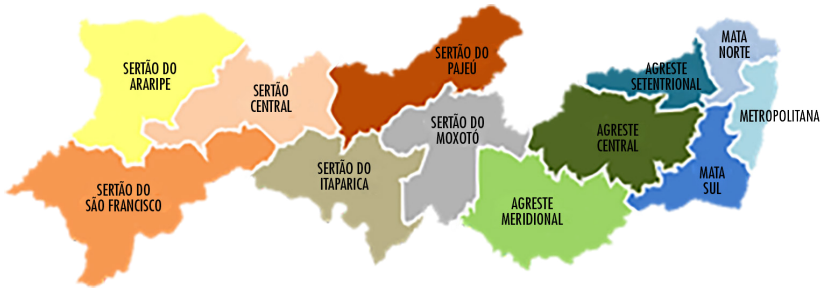 SERTÃO DO
ARARIPE
SERTÃO
CENTRAL
SERTÃO DO
PAJEÚ
AGRESTE
SETENTRIONAL
MATA
NORTE
METROPOLITANA
SERTÃO DO
SÃO FRANCISCO
SERTÃO DO
ITAPARICA
SERTÃO DO
MOXOTÓ
AGRESTE
CENTRAL
AGRESTE
MERIDIONAL
MATA
SUL